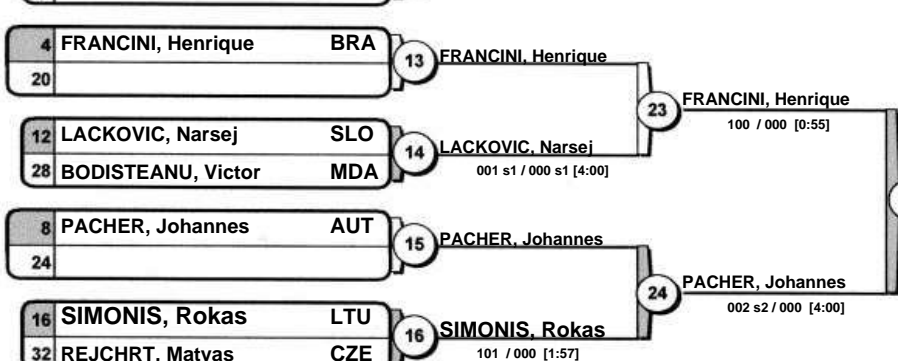 4 FRANCINI, Henrique BRA
20
13
FRANCINI, Henrique
12 LACKOVIC, Narsej SLO
28 BODISTEANU, Victor MDA
14
LACKOVIC, Narsej
001 s1 / 000 s1 [4:00]
23
FRANCINI, Henrique
100 / 000 [0:55]
8 PACHER, Johannes AUT
24
15
PACHER, Johannes
16 SIMONIS, Rokas LTU
32 REJCHRT, Matyas CZE
16
SIMONIS, Rokas
101 / 000 [1:57]
24
PACHER, Johannes
002 s2 / 000 [4:00]